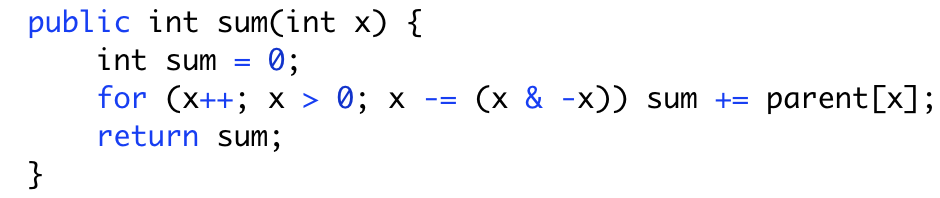 public int sum(int x) {
    int sum = 0;
    for (x++; x > 0; x -= (x & -x)) sum += parent[x];
    return sum;
}